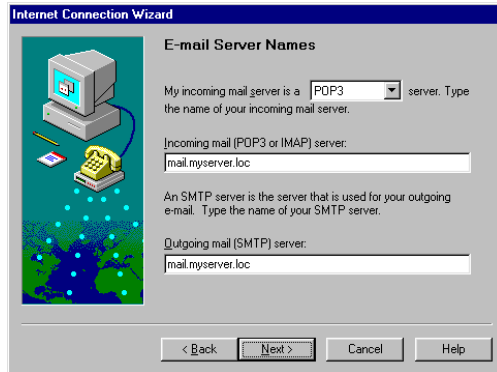 Internet Connection Wizard
E-mail Server Names
My incoming mail server is a POP3 server. Type
the name of your incoming mail server.
Incoming mail (POP3 or IMAP) server:
mail.myserver.loc
An SMTP server is the server that is used for your outgoing
e-mail. Type the name of your SMTP server.
Outgoing mail (SMTP) server:
mail.myserver.loc
< Back Next > Cancel Help